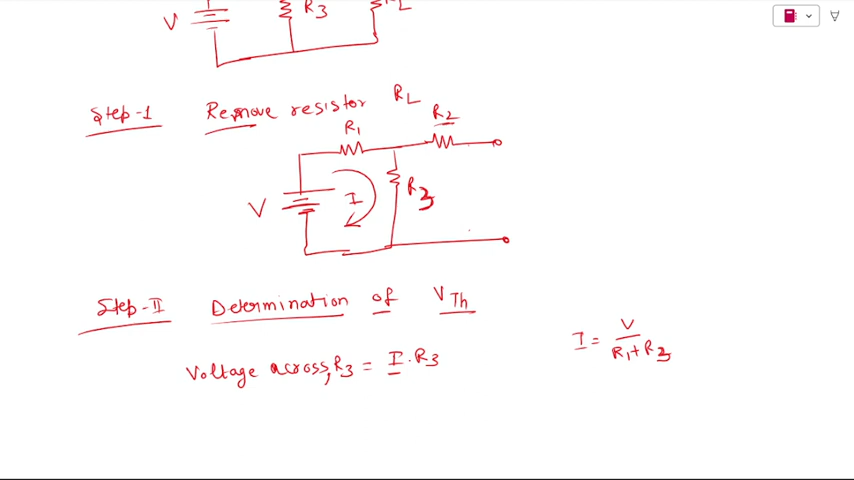 V R3 RL
Step-1 Remove resistor RL
R1 R2
V I R3
Step-II Determination of VTh
Voltage across, R3 = I · R3
I = V / R1 + R3